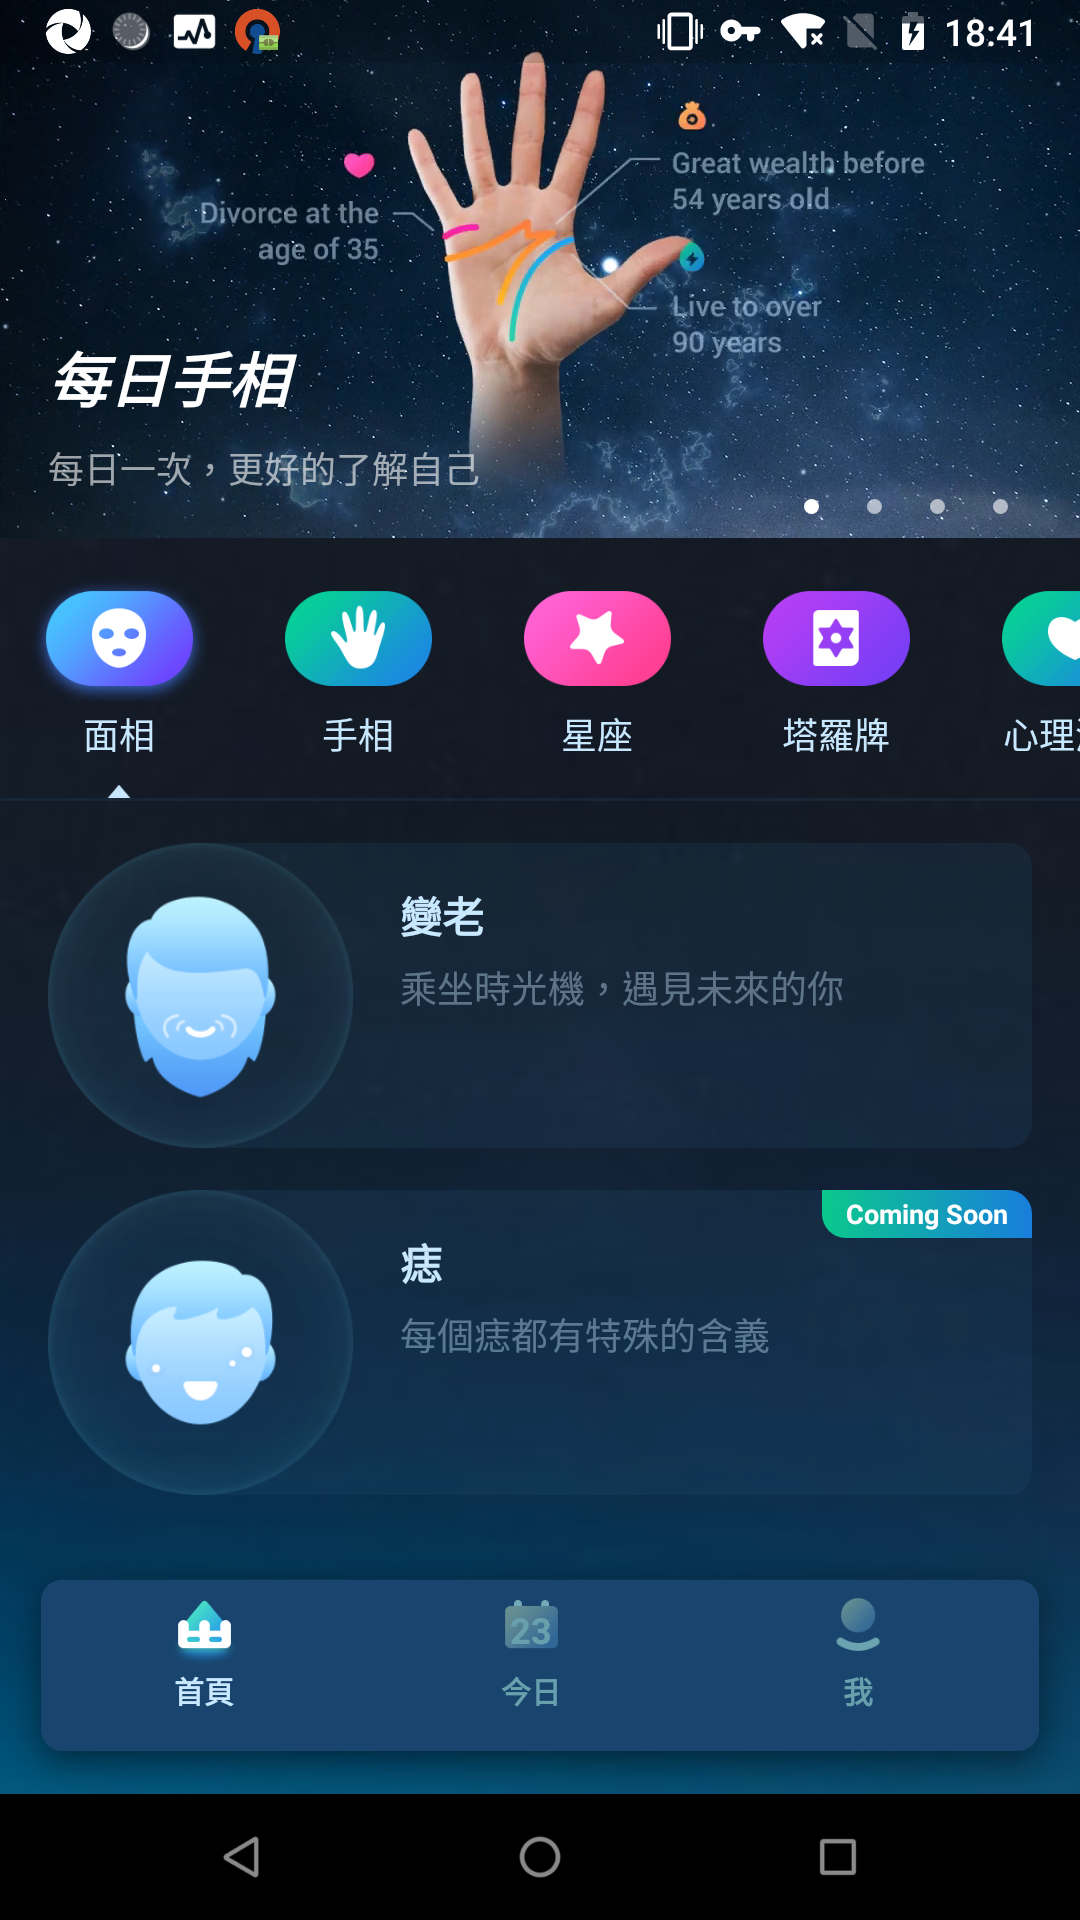 18:41
Great wealth before
54 years old
Divorce at the
age of 35
Live to over
90 years
每日手相
每日一次，更好的了解自己
面相
手相
星座
塔羅牌
心理
變老
乘坐時光機，遇見未來的你
Coming Soon
痣
每個痣都有特殊的含義
23
首頁
今日
我